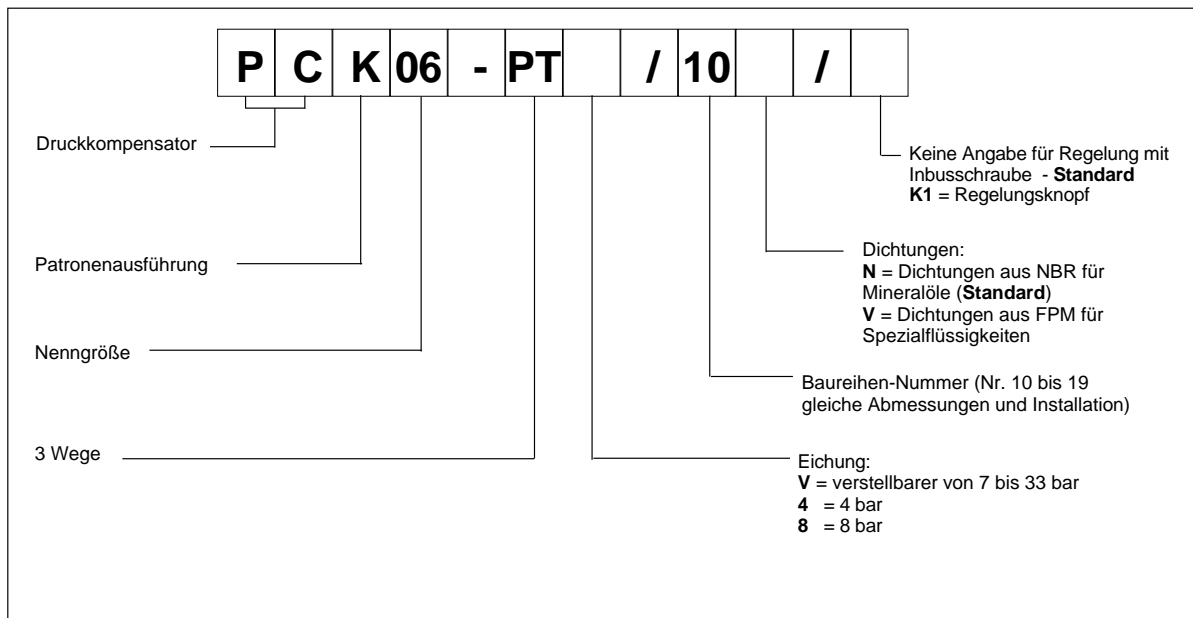 P C K 06 - PT / 10 /
Druckkompensator
Patronenausführung
Nenngröße
3 Wege
Keine Angabe für Regelung mit
Inbusschraube - Standard
K1 = Regelungsknopf
Dichtungen:
N = Dichtungen aus NBR für
Mineralöle (Standard)
V = Dichtungen aus FPM für
Spezialflüssigkeiten
Baureihen-Nummer (Nr. 10 bis 19
gleiche Abmessungen und Installation)
Eichung:
V = verstellbarer von 7 bis 33 bar
4 = 4 bar
8 = 8 bar